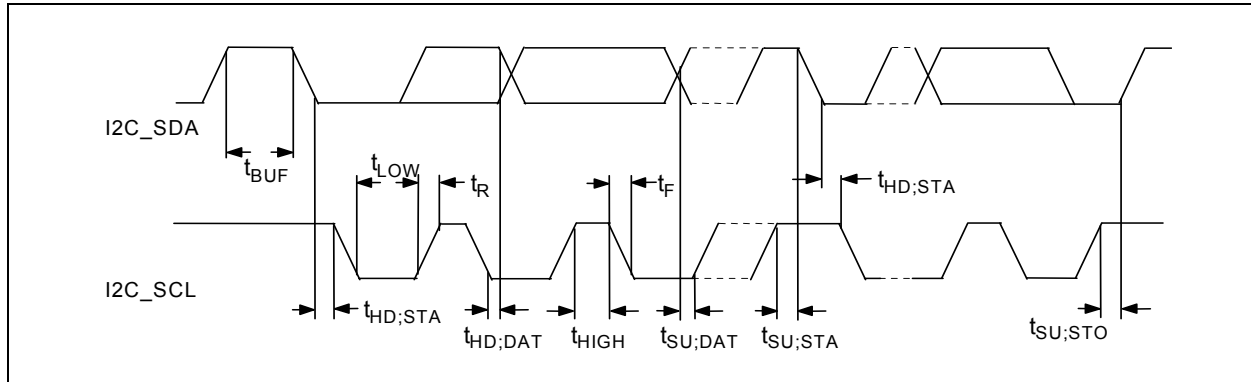 I2C_SDA
tBUF
tLOW
tR
tF
tHD;STA
I2C_SCL
tHD;STA
tHD;DAT
tHIGH
tSU;DAT
tSU;STA
tSU;STO